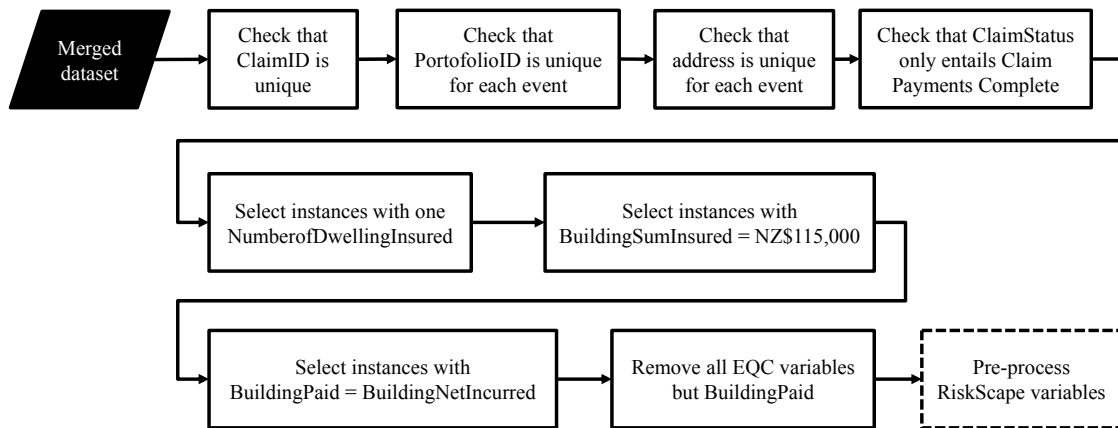 Merged
dataset
Check that
ClaimID is
unique
Check that
PortofolioID is unique
for each event
Check that
address is unique
for each event
Check that ClaimStatus
only entails Claim
Payments Complete
Select instances with one
NumberofDwellingInsured
Select instances with
BuildingSumInsured = NZ$115,000
Select instances with
BuildingPaid = BuildingNetIncurred
Remove all EQC variables
but BuildingPaid
Pre-process
RiskScape variables